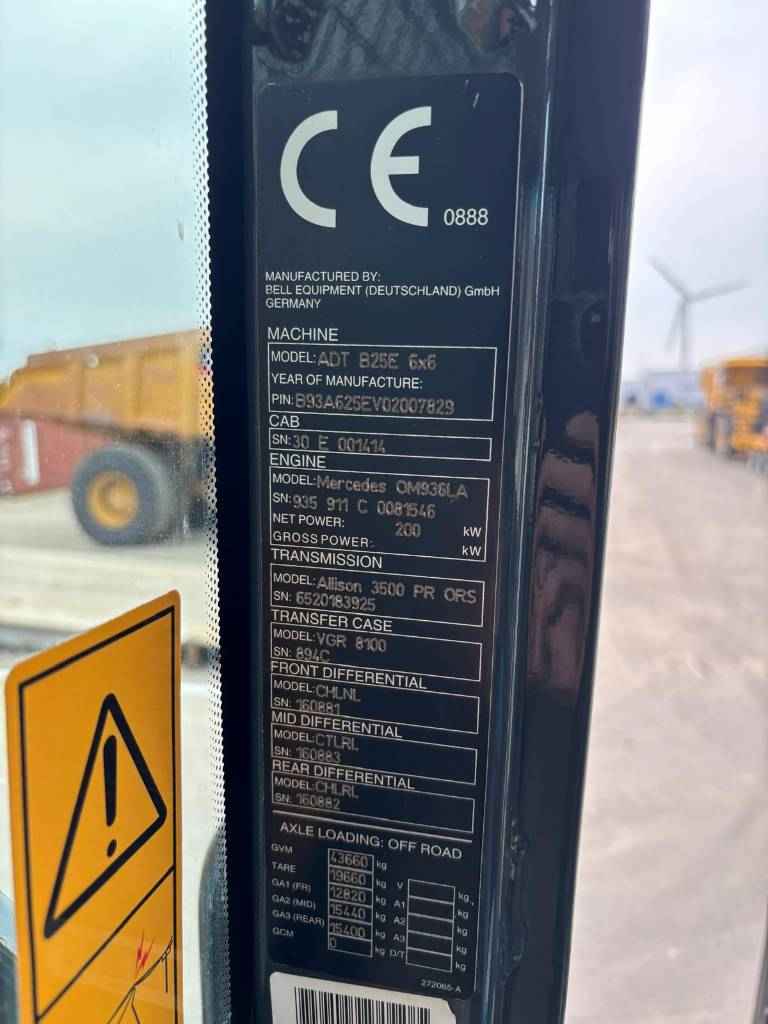 CE 0888
MANUFACTURED BY:
BELL EQUIPMENT (DEUTSCHLAND) GmbH
GERMANY
MACHINE
MODEL: ADT B25E 6x6
YEAR OF MANUFACTURE:
PIN: B93A625EV02007829
CAB
SN: 30 E 001414
ENGINE
MODEL: Mercedes OM936LA
SN: 935 911 C 0081546
NET POWER: 200 kW
GROSS POWER: kW
TRANSMISSION
MODEL: Allison 3500 PR ORS
SN: 6520183925
TRANSFER CASE
MODEL: VGR 8100
SN: 894C
FRONT DIFFERENTIAL
MODEL: CHLNL
SN: 160881
MID DIFFERENTIAL
MODEL: CTLRL
SN: 160883
REAR DIFFERENTIAL
MODEL: CHLRL
SN: 160882
AXLE LOADING: OFF ROAD
GVM 43660 kg
TARE 19660 kg V kg
GA1 (FR) 12820 kg A1 kg
GA2 (MID) 15440 kg A2 kg
GA3 (REAR) 15400 kg A3 kg
GCM 0 kg D/T kg
272065-A